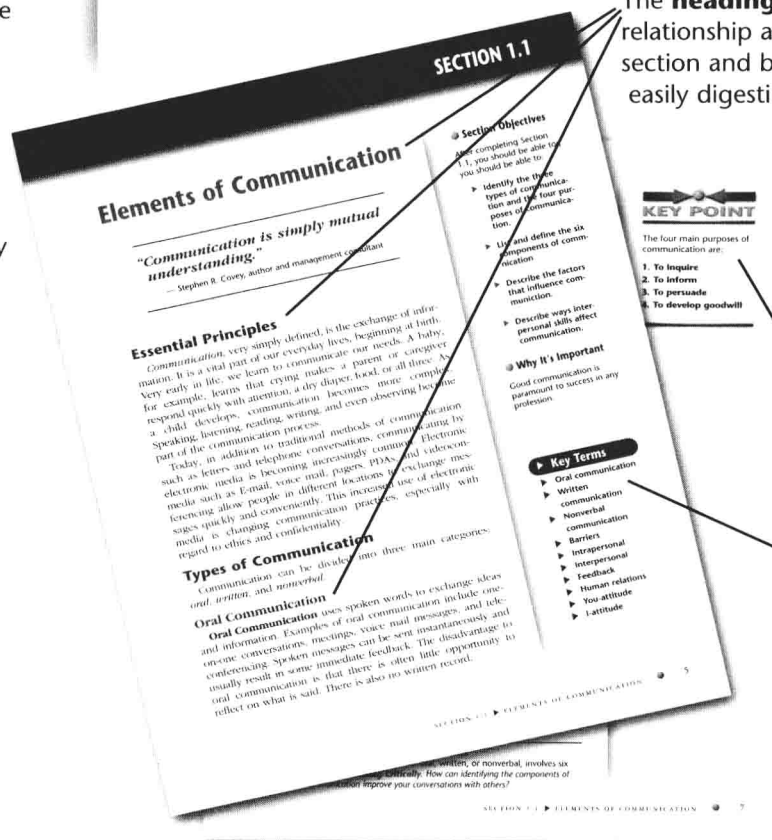 e
y
The heading
relationship a
section and b
easily digesti
SECTION 1.1
Elements of Communication
"Communication is simply mutual
understanding."
— Stephen R. Covey, author and management consultant
Essential Principles
Communication, very simply defined, is the exchange of infor-
mation. It is a vital part of our everyday lives, beginning at birth.
Very early in life, we learn to communicate our needs. A baby,
for example, learns that crying makes a parent or caregiver
respond quickly with attention, a dry diaper, food, or all three. As
a child develops, communication becomes more complex.
Speaking, listening, reading, writing, and even observing become
part of the communication process.
Today, in addition to traditional methods of communication
such as letters and telephone conversations, communicating by
electronic media is becoming increasingly common. Electronic
media such as E-mail, voice mail, pagers, PDAs, and videocon-
ferencing allow people in different locations to exchange mes-
sages quickly and conveniently. This increased use of electronic
media is changing communication practices, especially with
regard to ethics and confidentiality.
Types of Communication
Communication can be divided into three main categories:
oral, written, and nonverbal.
Oral Communication
Oral Communication uses spoken words to exchange ideas
and information. Examples of oral communication include one-
on-one conversations, meetings, voice mail messages, and tele-
conferencing. Spoken messages can be sent instantaneously and
usually result in some immediate feedback. The disadvantage to
oral communication is that there is often little opportunity to
reflect on what is said. There is also no written record.
Section Objectives
After completing Section
1.1, you should be able to
you should be able to:
Identify the three
types of communica-
tion and the four pur-
poses of communica-
tion.
List and define the six
components of comm-
nication
Describe the factors
that influence com-
muniction.
Describe ways inter-
personal skills affect
communication.
Why It's Important
Good communication is
paramount to success in any
profession.
Key Terms
Oral communication
Written
communication
Nonverbal
communication
Barriers
Intrapersonal
Interpersonal
Feedback
Human relations
You-attitude
I-attitude
SECTION 1.1 ELEMENTS OF COMMUNICATION 5
KEY POINT
The four main purposes of
communication are:
1. To Inquire
2. To Inform
3. To persuade
4. To develop goodwill
written, or nonverbal, involves six
Critically. How can identifying the components of
improve your conversations with others?
SECTION 1.1 ELEMENTS OF COMMUNICATION 7